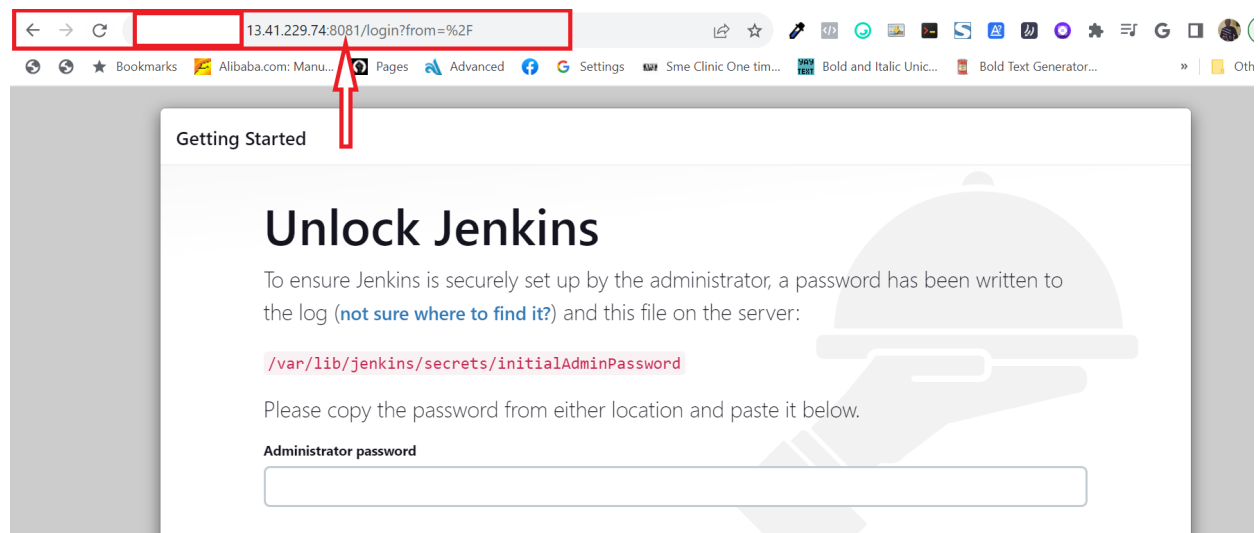 13.41.229.74:8081/login?from=%2F
Bookmarks Alibaba.com: Manu... Pages Advanced Settings Sme Clinic One tim... YAY TEXT Bold and Italic Unic... Bold Text Generator... » Oth
Getting Started
Unlock Jenkins
To ensure Jenkins is securely set up by the administrator, a password has been written to
the log (not sure where to find it?) and this file on the server:
/var/lib/jenkins/secrets/initialAdminPassword
Please copy the password from either location and paste it below.
Administrator password